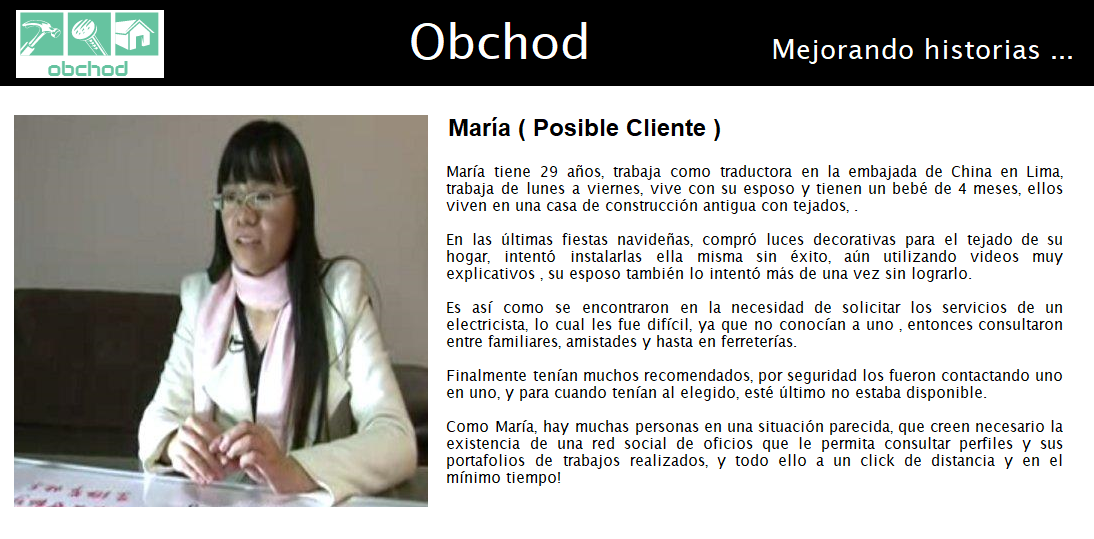 obchod
Obchod
Mejorando historias ...
María ( Posible Cliente )
María tiene 29 años, trabaja como traductora en la embajada de China en Lima,
trabaja de lunes a viernes, vive con su esposo y tienen un bebé de 4 meses, ellos
viven en una casa de construcción antigua con tejados, .
En las últimas fiestas navideñas, compró luces decorativas para el tejado de su
hogar, intentó instalarlas ella misma sin éxito, aún utilizando videos muy
explicativos , su esposo también lo intentó más de una vez sin lograrlo.
Es así como se encontraron en la necesidad de solicitar los servicios de un
electricista, lo cual les fue difícil, ya que no conocían a uno , entonces consultaron
entre familiares, amistades y hasta en ferreterías.
Finalmente tenían muchos recomendados, por seguridad los fueron contactando uno
en uno, y para cuando tenían al elegido, esté último no estaba disponible.
Como María, hay muchas personas en una situación parecida, que creen necesario la
existencia de una red social de oficios que le permita consultar perfiles y sus
portafolios de trabajos realizados, y todo ello a un click de distancia y en el
mínimo tiempo!